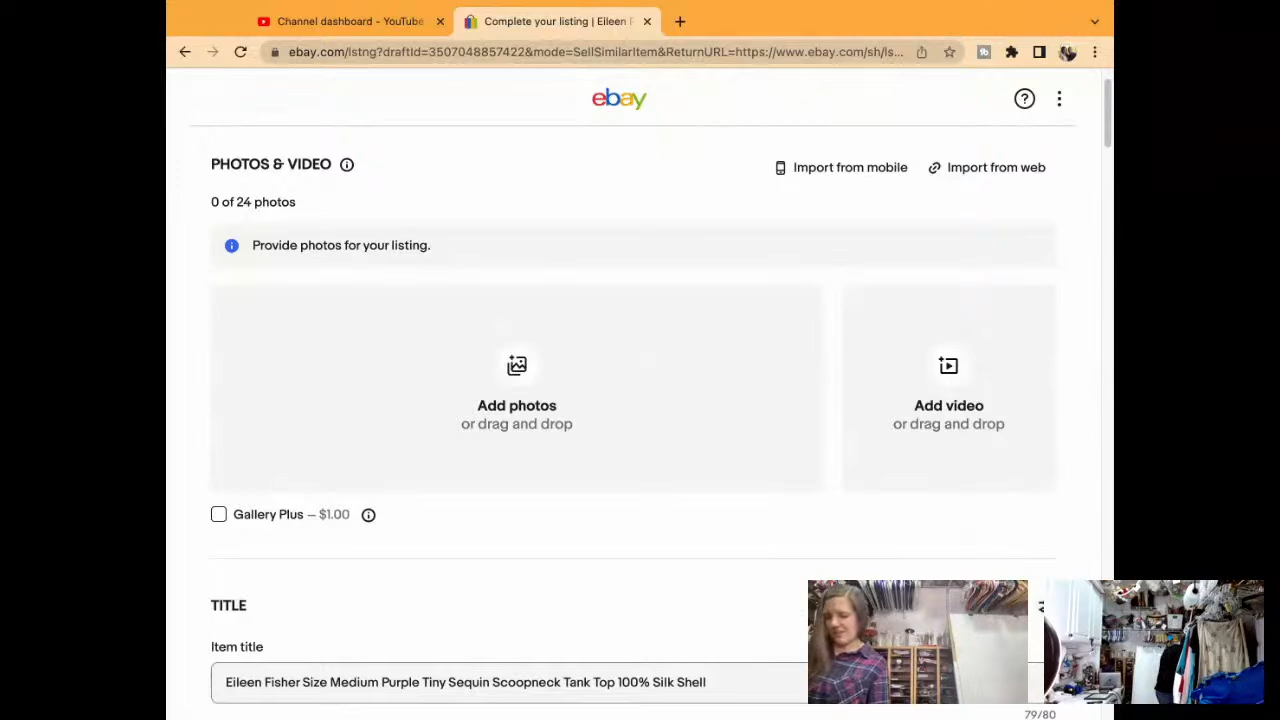 Channel dashboard - YouTube
Complete your listing | Eileen F
ebay.com/lstng?draftId=3507048857422&mode=SellSimilarItem&ReturnURL=https://www.ebay.com/sh/ls...
ebay
PHOTOS & VIDEO
Import from mobile
Import from web
0 of 24 photos
Provide photos for your listing.
Add photos
or drag and drop
Add video
or drag and drop
Gallery Plus – $1.00
TITLE
Item title
Eileen Fisher Size Medium Purple Tiny Sequin Scoopneck Tank Top 100% Silk Shell
79/80